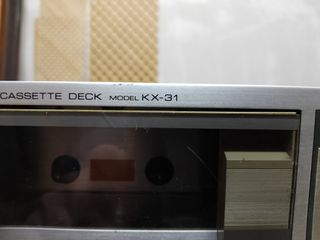 CASSETTE DECK MODEL KX-31